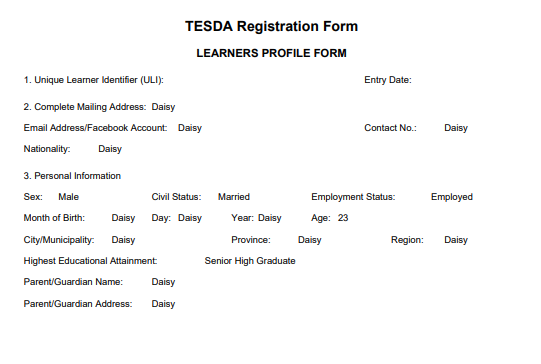 TESDA Registration Form
LEARNERS PROFILE FORM
1. Unique Learner Identifier (ULI): Entry Date:
2. Complete Mailing Address: Daisy
Email Address/Facebook Account: Daisy Contact No.: Daisy
Nationality: Daisy
3. Personal Information
Sex: Male Civil Status: Married Employment Status: Employed
Month of Birth: Daisy Day: Daisy Year: Daisy Age: 23
City/Municipality: Daisy Province: Daisy Region: Daisy
Highest Educational Attainment: Senior High Graduate
Parent/Guardian Name: Daisy
Parent/Guardian Address: Daisy